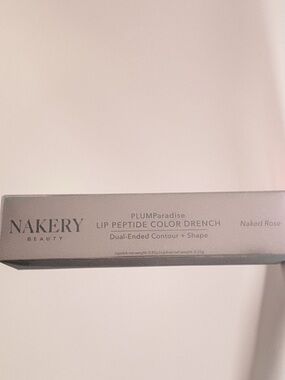 NAKERY
BEAUTY
PLUMParadise
LIP PEPTIDE COLOR DRENCH
Dual-Ended Contour + Shape
Naked Rose